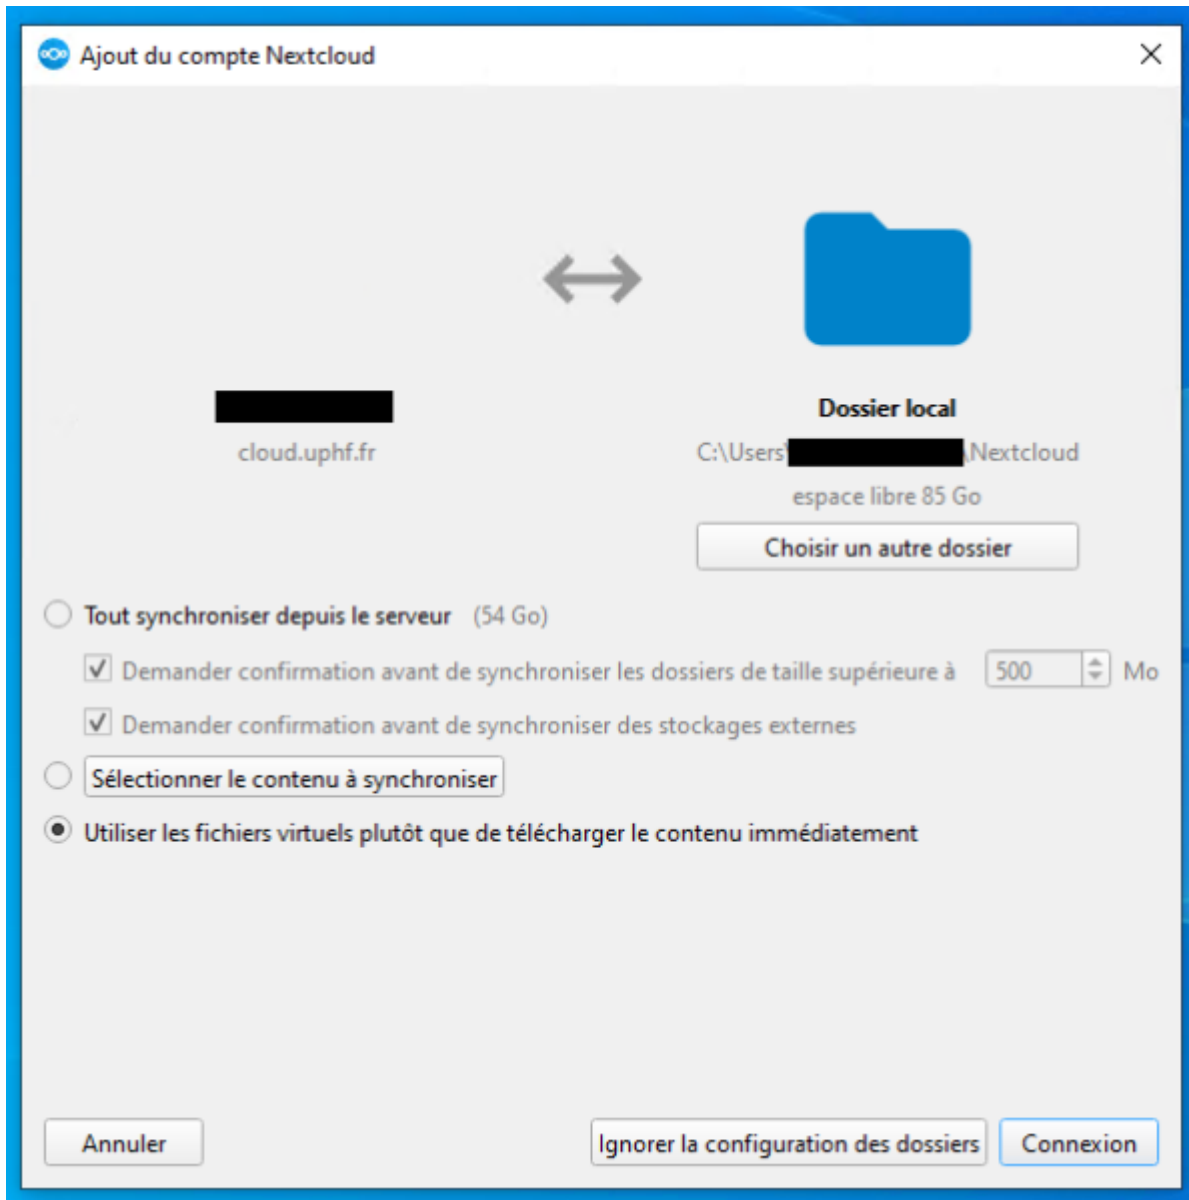 Ajout du compte Nextcloud
cloud.uphf.fr
Dossier local
C:\Users\ \Nextcloud
espace libre 85 Go
Choisir un autre dossier
Tout synchroniser depuis le serveur (54 Go)
Demander confirmation avant de synchroniser les dossiers de taille supérieure à 500 Mo
Demander confirmation avant de synchroniser des stockages externes
Sélectionner le contenu à synchroniser
Utiliser les fichiers virtuels plutôt que de télécharger le contenu immédiatement
Annuler
Ignorer la configuration des dossiers
Connexion